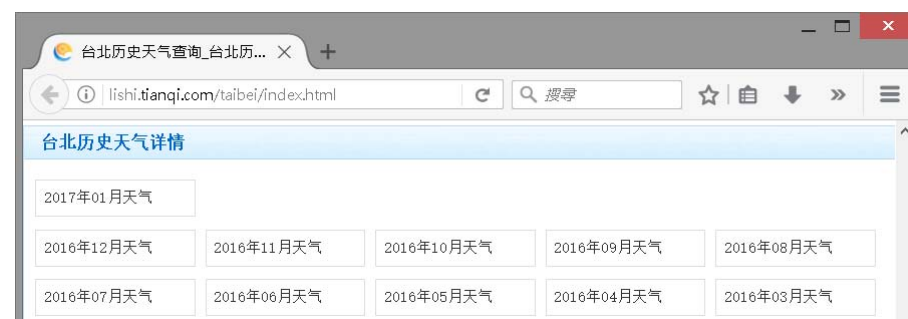 台北历史天气查询_台北历...
lishi.tianqi.com/taibei/index.html
搜尋
台北历史天气详情
2017年01月天气
2016年12月天气 2016年11月天气 2016年10月天气 2016年09月天气 2016年08月天气
2016年07月天气 2016年06月天气 2016年05月天气 2016年04月天气 2016年03月天气